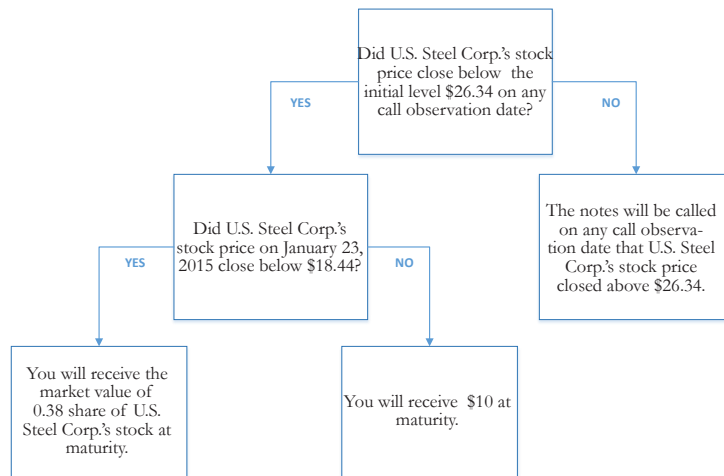 Did U.S. Steel Corp.'s stock
price close below the
initial level $26.34 on any
call observation date?
YES
NO
Did U.S. Steel Corp.'s
stock price on January 23,
2015 close below $18.44?
The notes will be called
on any call observa-
tion date that U.S. Steel
Corp.'s stock price
closed above $26.34.
YES
NO
You will receive the
market value of
0.38 share of U.S.
Steel Corp.'s stock at
maturity.
You will receive $10 at
maturity.